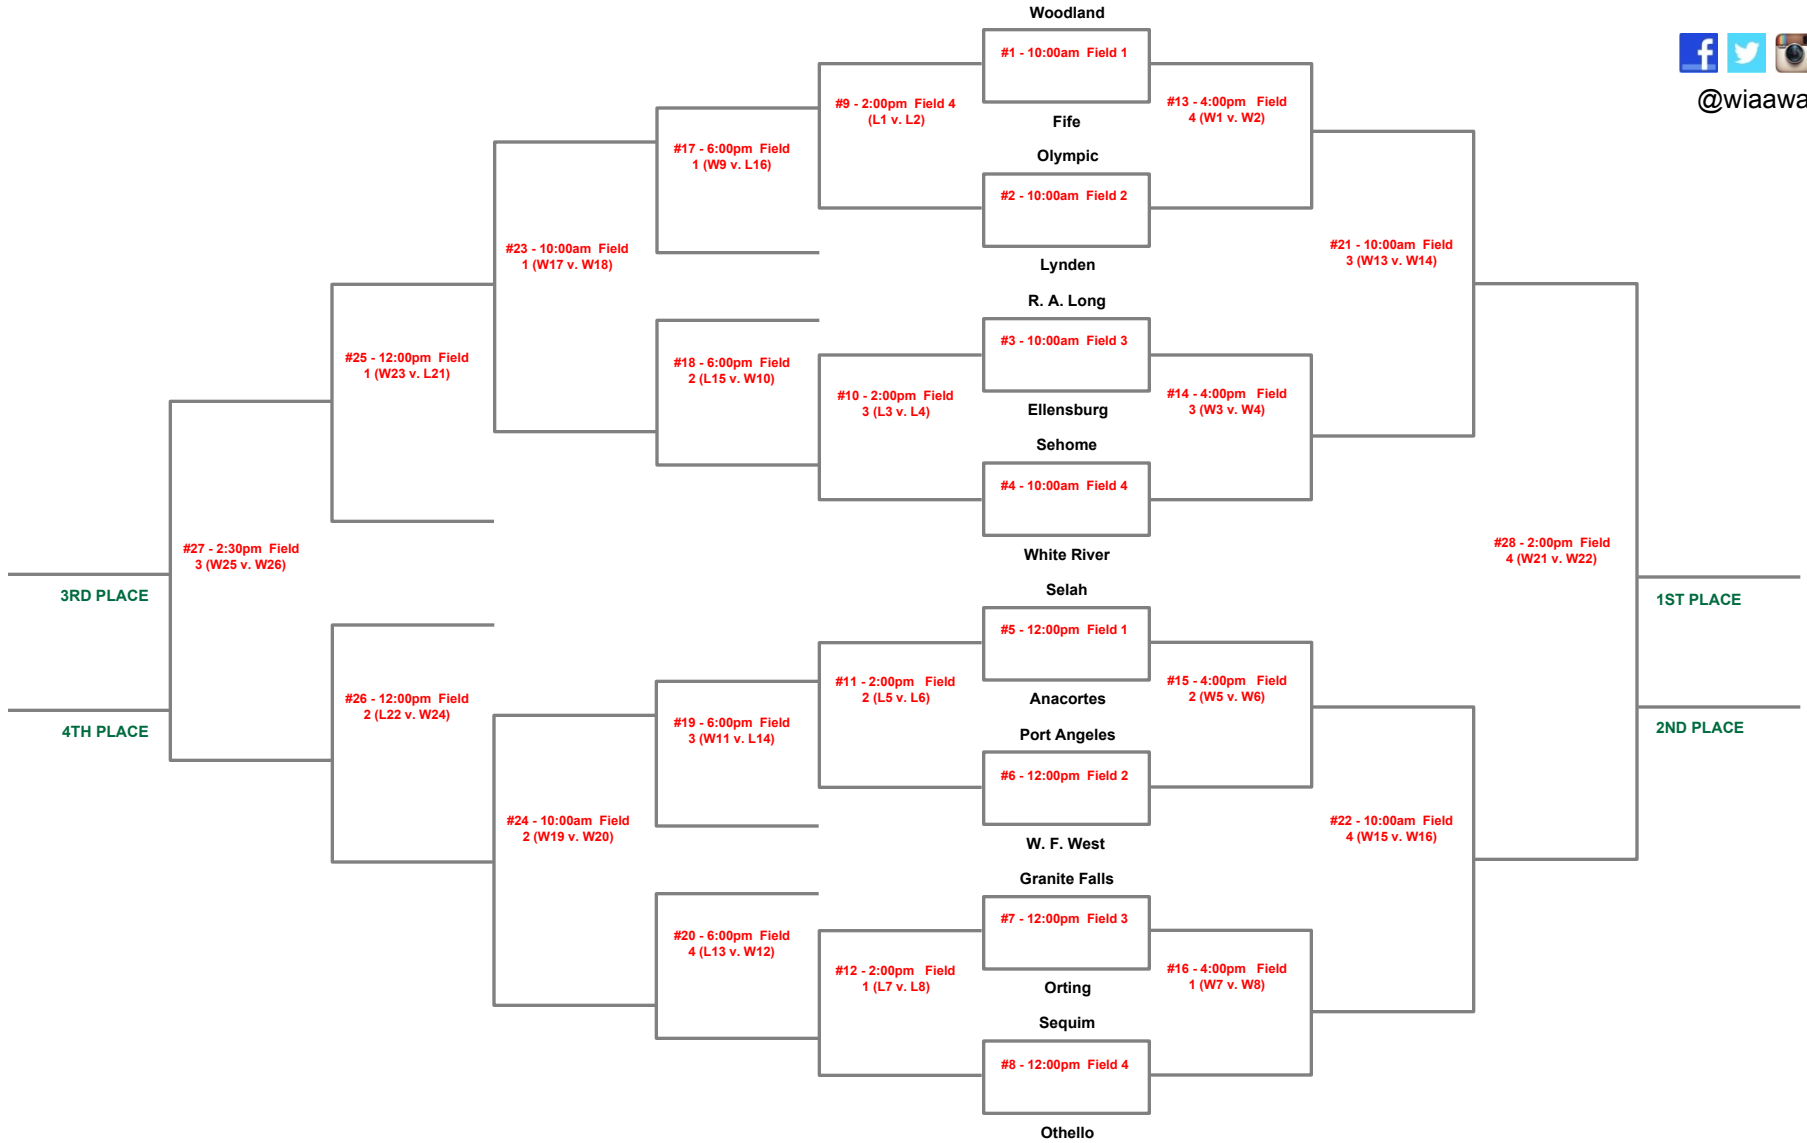 Woodland
#1 - 10:00am Field 1
@wiaawa
#9 - 2:00pm Field 4
(L1 v. L2)
#13 - 4:00pm Field
4 (W1 v. W2)
Fife
#17 - 6:00pm Field
1 (W9 v. L16)
Olympic
#2 - 10:00am Field 2
#23 - 10:00am Field
1 (W17 v. W18)
#21 - 10:00am Field
3 (W13 v. W14)
Lynden
R. A. Long
#3 - 10:00am Field 3
#25 - 12:00pm Field
1 (W23 v. L21)
#18 - 6:00pm Field
2 (L15 v. W10)
#10 - 2:00pm Field
3 (L3 v. L4)
#14 - 4:00pm Field
3 (W3 v. W4)
Ellensburg
Sehome
#4 - 10:00am Field 4
#27 - 2:30pm Field
3 (W25 v. W26)
White River
#28 - 2:00pm Field
4 (W21 v. W22)
3RD PLACE
Selah
1ST PLACE
#5 - 12:00pm Field 1
#26 - 12:00pm Field
2 (L22 v. W24)
#11 - 2:00pm Field
2 (L5 v. L6)
Anacortes
#15 - 4:00pm Field
2 (W5 v. W6)
4TH PLACE
#19 - 6:00pm Field
3 (W11 v. L14)
Port Angeles
2ND PLACE
#6 - 12:00pm Field 2
#24 - 10:00am Field
2 (W19 v. W20)
#22 - 10:00am Field
4 (W15 v. W16)
W. F. West
Granite Falls
#7 - 12:00pm Field 3
#20 - 6:00pm Field
4 (L13 v. W12)
#12 - 2:00pm Field
1 (L7 v. L8)
#16 - 4:00pm Field
1 (W7 v. W8)
Orting
Sequim
#8 - 12:00pm Field 4
Othello